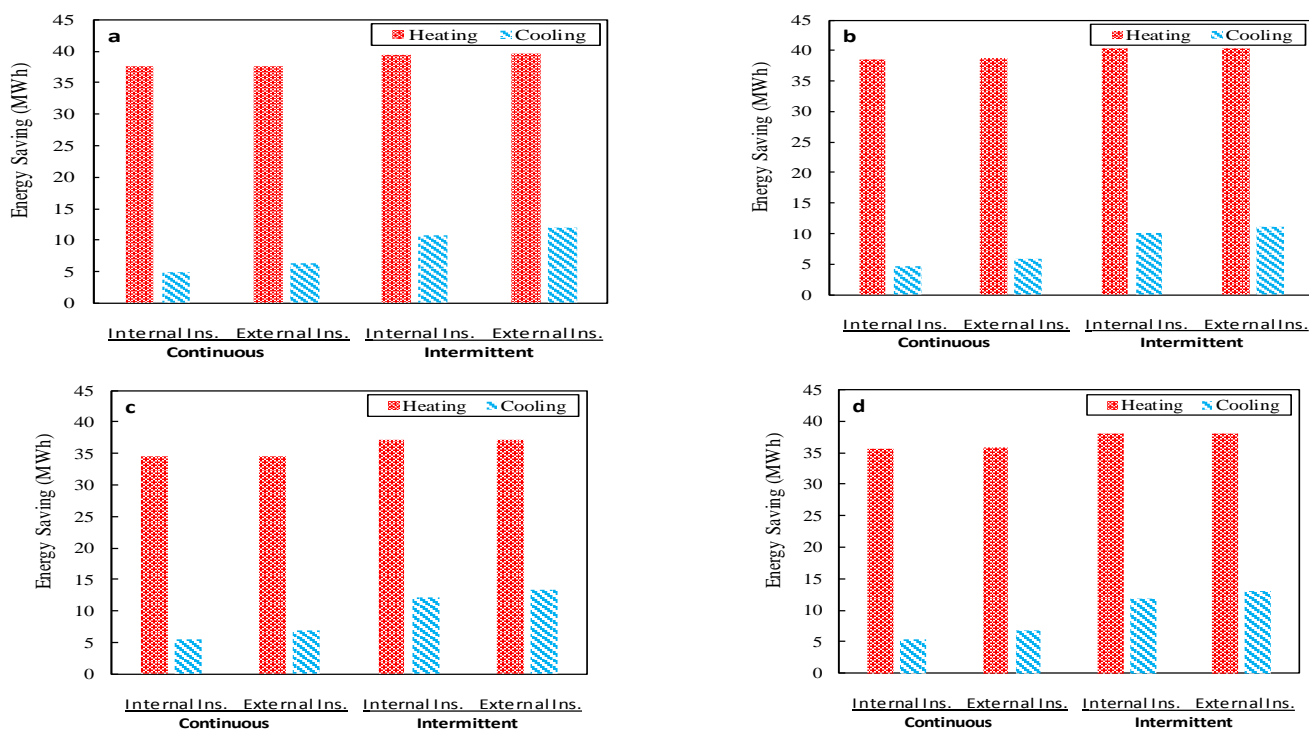 a
Heating Cooling
Energy Saving (MWh)
45
40
35
30
25
20
15
10
5
0
Internal Ins. External Ins. Internal Ins. External Ins.
Continuous Intermittent
b
Heating Cooling
Energy Saving (MWh)
45
40
35
30
25
20
15
10
5
0
Internal Ins. External Ins. Internal Ins. External Ins.
Continuous Intermittent
c
Heating Cooling
Energy Saving (MWh)
45
40
35
30
25
20
15
10
5
0
Internal Ins. External Ins. Internal Ins. External Ins.
Continuous Intermittent
d
Heating Cooling
Energy Saving (MWh)
45
40
35
30
25
20
15
10
5
0
Internal Ins. External Ins. Internal Ins. External Ins.
Continuous Intermittent